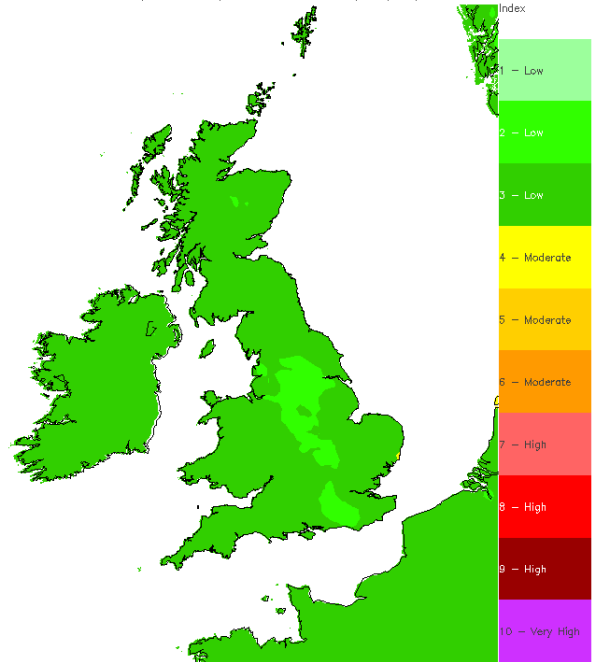 Index
1 - Low
2 - Low
3 - Low
4 - Moderate
5 - Moderate
6 - Moderate
7 - High
8 - High
9 - High
10 - Very High